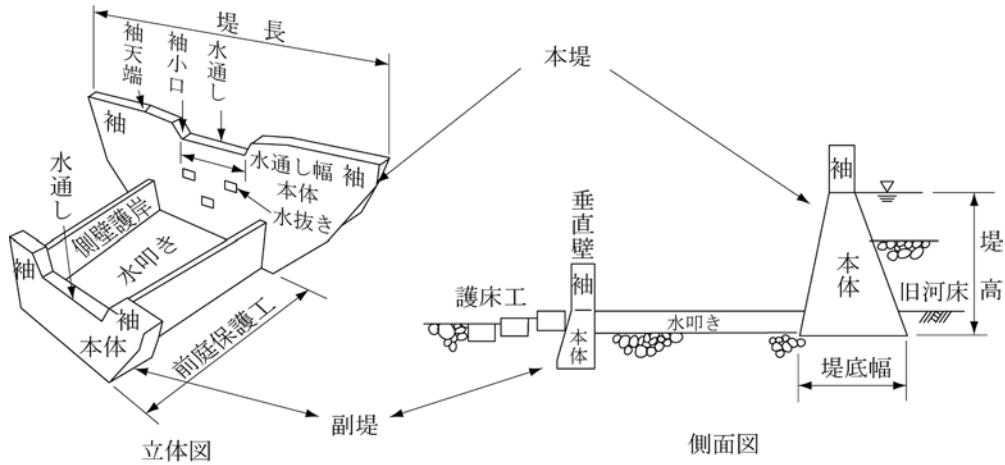 堤長
袖天端
袖小口
水通し
袖
水通し幅
袖
本体
水抜き
水通し
側壁護岸
水叩き
袖
袖
本体
前庭保護工
立体図
本堤
副堤
垂直壁
袖
本体
護床工
水叩き
袖
本体
堤高
旧河床
堤底幅
側面図